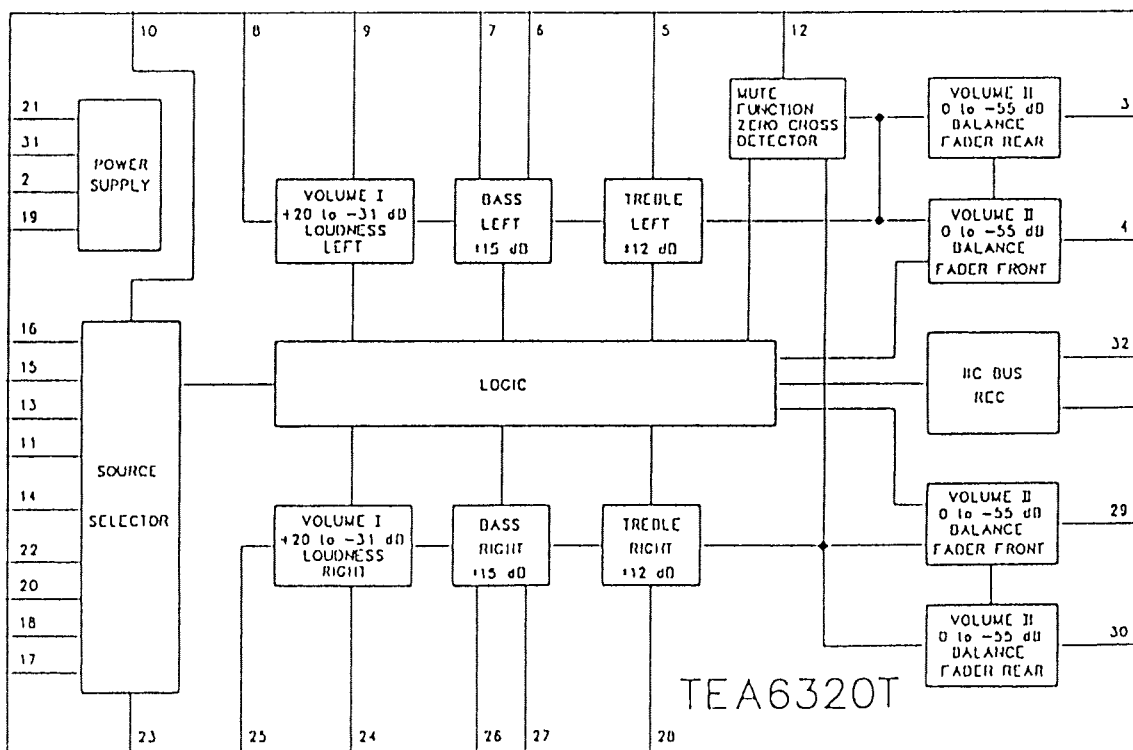 10
8
9
7
6
5
12
21
31
2
19
POWER
SUPPLY
VOLUME I
+20 to -31 dB
LOUDNESS
LEFT
BASS
LEFT
±15 dB
TREBLE
LEFT
±12 dB
MUTE
FUNCTION
ZERO CROSS
DETECTOR
VOLUME II
0 to -55 dB
BALANCE
FADER REAR
3
VOLUME II
0 to -55 dB
BALANCE
FADER FRONT
4
16
15
13
11
14
22
20
18
17
SOURCE
SELECTOR
LOGIC
IIC BUS
REC
32
VOLUME I
+20 to -31 dB
LOUDNESS
RIGHT
BASS
RIGHT
±15 dB
TREBLE
RIGHT
±12 dB
VOLUME II
0 to -55 dB
BALANCE
FADER FRONT
29
VOLUME II
0 to -55 dB
BALANCE
FADER REAR
30
TEA6320T
23
25
24
26
27
28